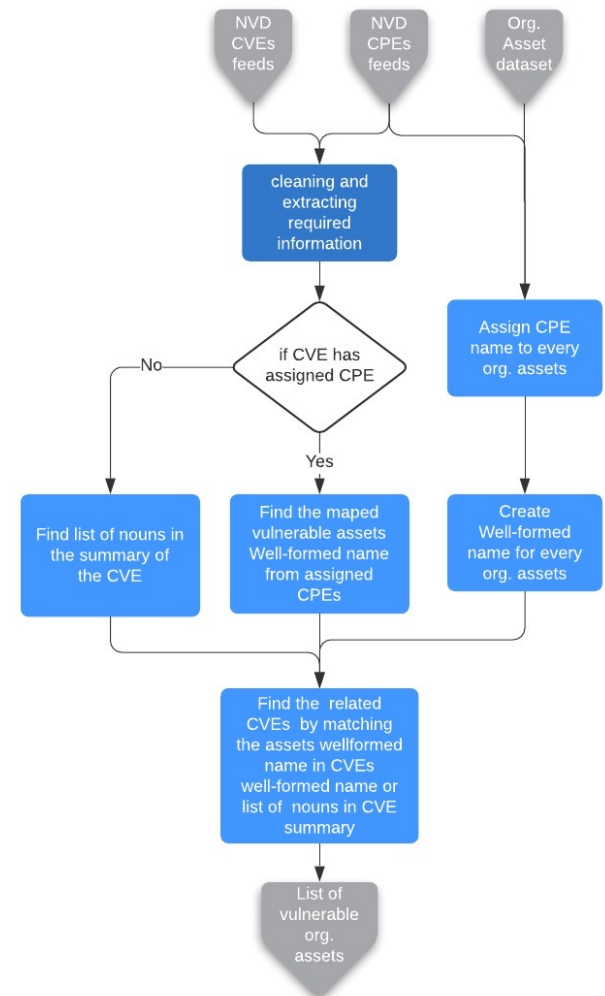 NVD
CVEs
feeds
NVD
CPEs
feeds
Org.
Asset
dataset
cleaning and
extracting
required
information
if CVE has
assigned CPE
Assign CPE
name to every
org. assets
No
Yes
Find list of nouns in
the summary of
the CVE
Find the maped
vulnerable assets
Well-formed name
from assigned
CPEs
Create
Well-formed
name for every
org. assets
Find the related
CVEs by matching
the assets wellformed
name in CVEs
well-formed name or
list of nouns in CVE
summary
List of
vulnerable
org.
assets